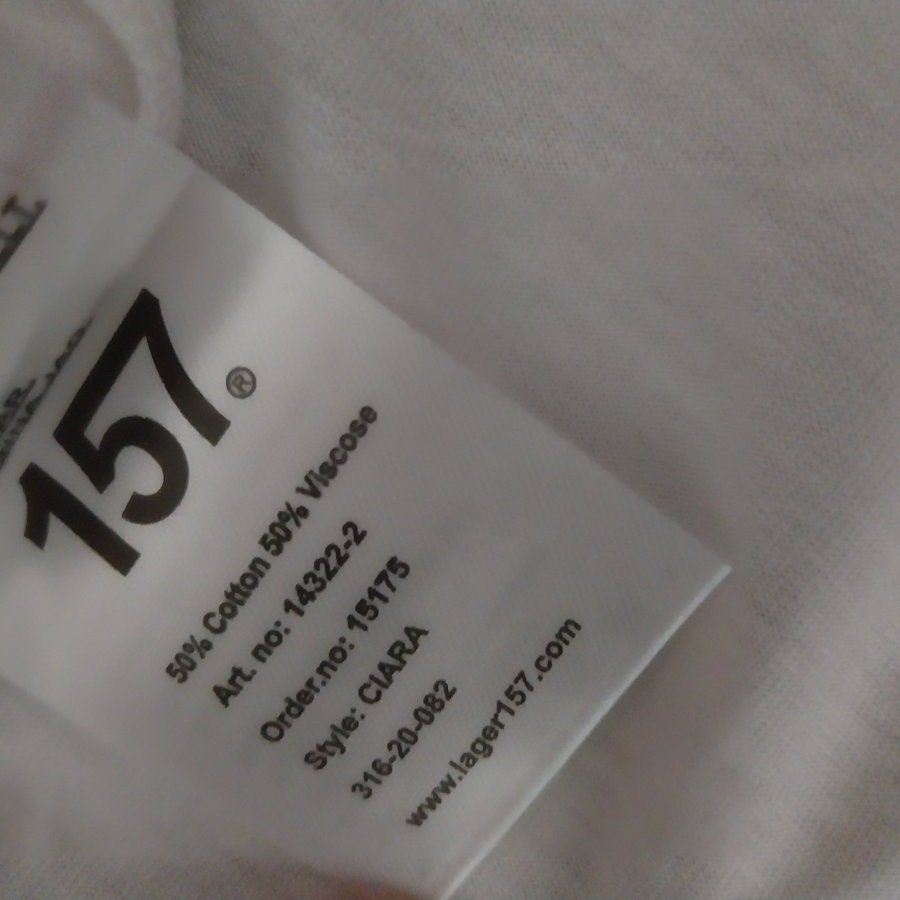 157®
50% Cotton 50% Viscose
Art. no: 14322-2
Order.no: 15175
Style: CIARA
316-20-082
www.lager157.com